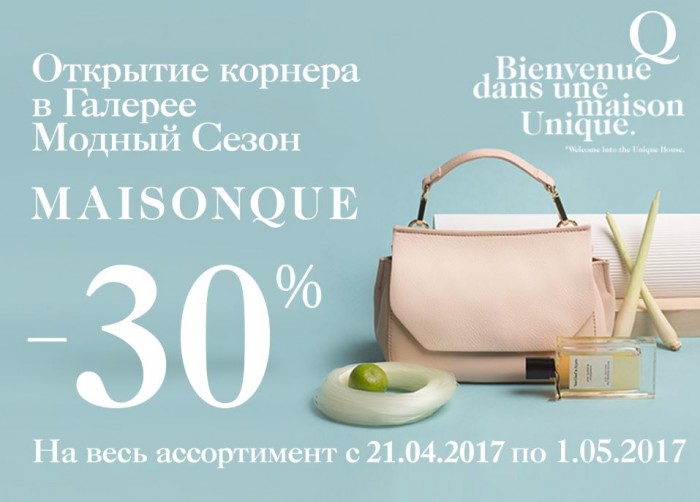 Открытие корнера
в Галерее
Модный Сезон
MAISONQUE
-30%
Q
Bienvenue
dans une
maison
Unique.
*Welcome into the Unique House.
На весь ассортимент с 21.04.2017 по 1.05.2017